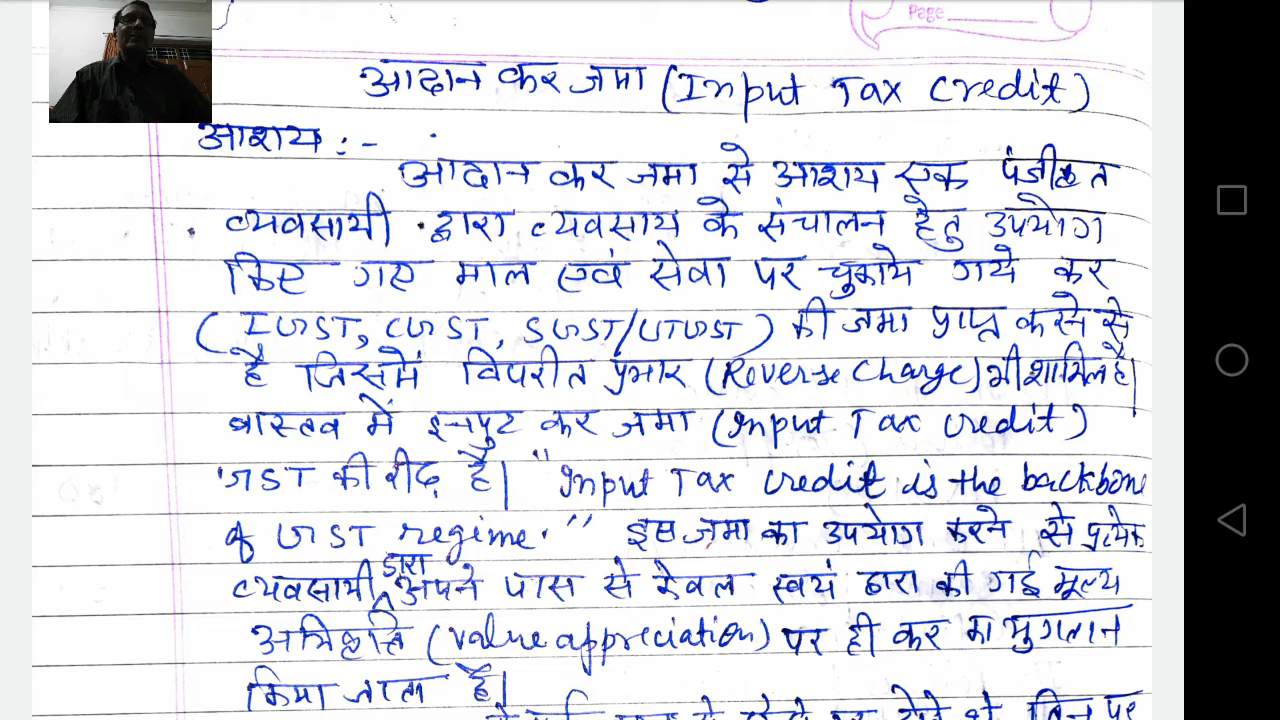 Page
आदान कर जमा (Input Tax Credit)
आशय :-
आदान कर जमा से आशय एक पंजीकृत
व्यवसायी द्वारा व्यवसाय के संचालन हेतु उपयोग
किए गए माल एवं सेवा पर चुकाये गये कर
(IGST, CGST, SGST/UTGST) की जमा प्राप्त करने से
है जिसमें विपरीत प्रभार (Reverse Charge) भी शामिल है।
वास्तव में इनपुट कर जमा (Input Tax Credit)
GST की रीढ़ है। "Input Tax Credit is the backbone
of GST regime." इस जमा का उपयोग करने से प्रत्येक
व्यवसायी द्वारा अपने पास से केवल स्वयं द्वारा की गई मूल्य
अभिवृद्धि (Value appreciation) पर ही कर का भुगतान
किया जाता है।